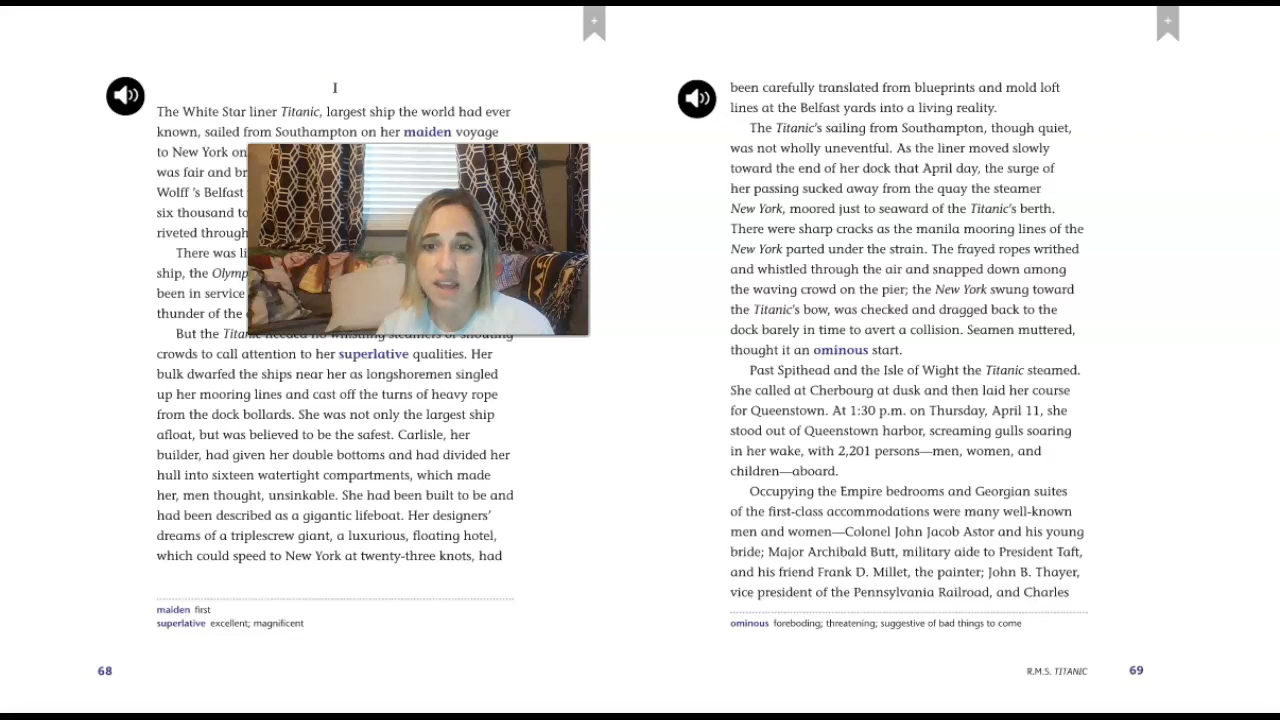 I
The White Star liner Titanic, largest ship the world had ever
known, sailed from Southampton on her maiden voyage
to New York on
was fair and br
Wolff 's Belfast
six thousand to
riveted through
There was li
ship, the Olymp
been in service
thunder of the
But the Titanic needed no whistling steamers or shouting
crowds to call attention to her superlative qualities. Her
bulk dwarfed the ships near her as longshoremen singled
up her mooring lines and cast off the turns of heavy rope
from the dock bollards. She was not only the largest ship
afloat, but was believed to be the safest. Carlisle, her
builder, had given her double bottoms and had divided her
hull into sixteen watertight compartments, which made
her, men thought, unsinkable. She had been built to be and
had been described as a gigantic lifeboat. Her designers’
dreams of a triplescrew giant, a luxurious, floating hotel,
which could speed to New York at twenty-three knots, had
maiden first
superlative excellent; magnificent
68
been carefully translated from blueprints and mold loft
lines at the Belfast yards into a living reality.
The Titanic’s sailing from Southampton, though quiet,
was not wholly uneventful. As the liner moved slowly
toward the end of her dock that April day, the surge of
her passing sucked away from the quay the steamer
New York, moored just to seaward of the Titanic’s berth.
There were sharp cracks as the manila mooring lines of the
New York parted under the strain. The frayed ropes writhed
and whistled through the air and snapped down among
the waving crowd on the pier; the New York swung toward
the Titanic’s bow, was checked and dragged back to the
dock barely in time to avert a collision. Seamen muttered,
thought it an ominous start.
Past Spithead and the Isle of Wight the Titanic steamed.
She called at Cherbourg at dusk and then laid her course
for Queenstown. At 1:30 p.m. on Thursday, April 11, she
stood out of Queenstown harbor, screaming gulls soaring
in her wake, with 2,201 persons—men, women, and
children—aboard.
Occupying the Empire bedrooms and Georgian suites
of the first-class accommodations were many well-known
men and women—Colonel John Jacob Astor and his young
bride; Major Archibald Butt, military aide to President Taft,
and his friend Frank D. Millet, the painter; John B. Thayer,
vice president of the Pennsylvania Railroad, and Charles
ominous foreboding; threatening; suggestive of bad things to come
R.M.S. TITANIC 69